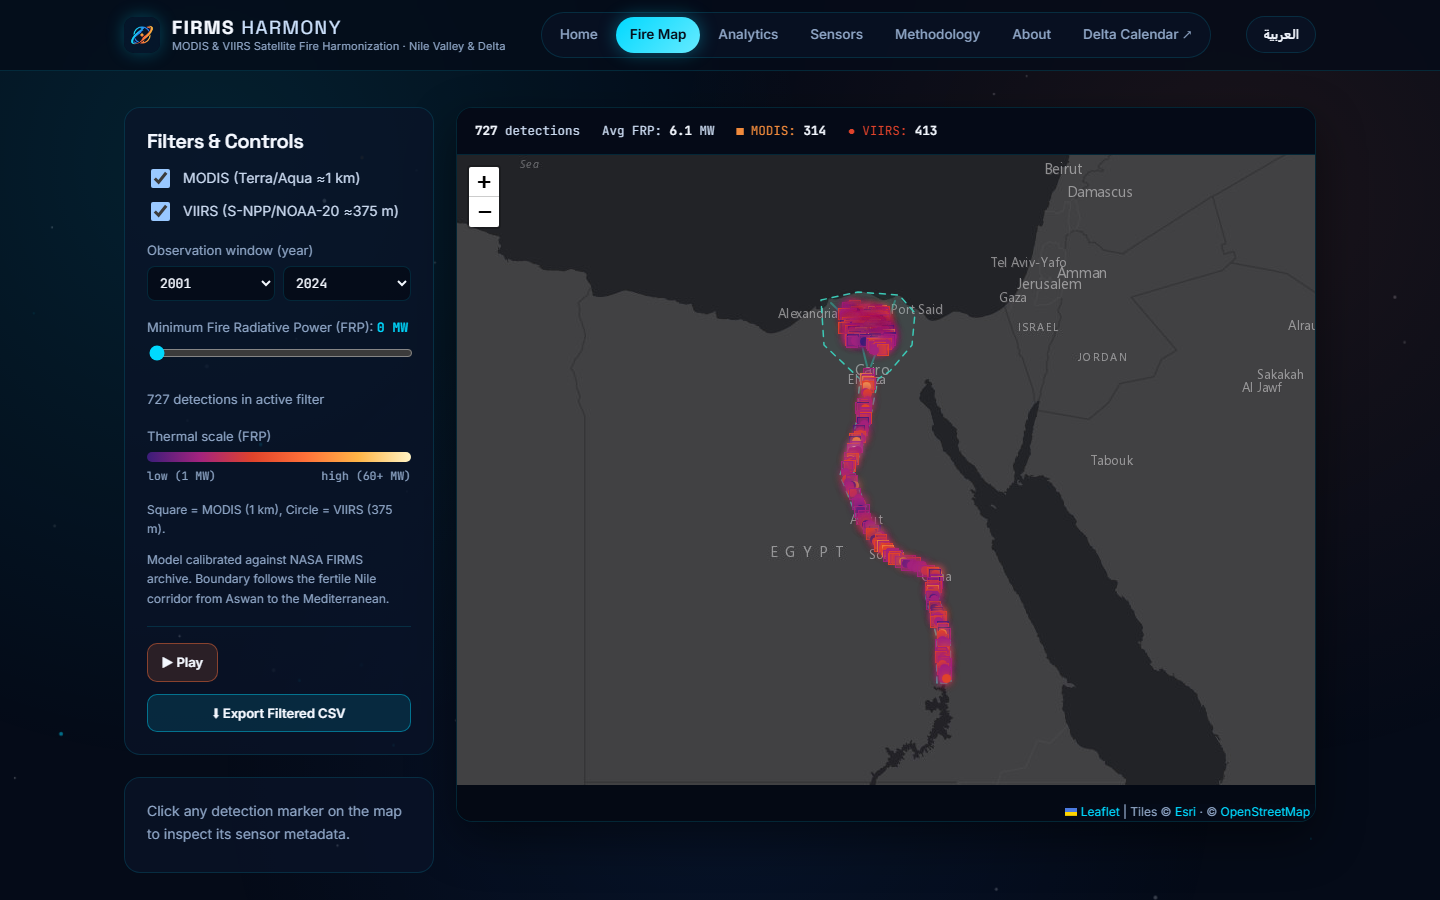 FIRMS HARMONY
MODIS & VIIRS Satellite Fire Harmonization · Nile Valley & Delta
Home
Fire Map
Analytics
Sensors
Methodology
About
Delta Calendar ↗
العربية
Filters & Controls
MODIS (Terra/Aqua ≈1 km)
VIIRS (S-NPP/NOAA-20 ≈375 m)
Observation window (year)
2001
2024
Minimum Fire Radiative Power (FRP): 0 MW
727 detections in active filter
Thermal scale (FRP)
low (1 MW)
high (60+ MW)
Square = MODIS (1 km), Circle = VIIRS (375
m).
Model calibrated against NASA FIRMS
archive. Boundary follows the fertile Nile
corridor from Aswan to the Mediterranean.
▶ Play
⬇ Export Filtered CSV
Click any detection marker on the map
to inspect its sensor metadata.
727 detections
Avg FRP: 6.1 MW
■ MODIS: 314
● VIIRS: 413
+
−
Sea
Beirut
Damascus
Tel Aviv-Yafo
Amman
Jerusalem
Gaza
Alexandria
Port Said
ISRAEL
Alrau
JORDAN
Cairo
Sakakah
Al Jawf
Tabouk
EGYPT
Leaflet | Tiles © Esri · © OpenStreetMap